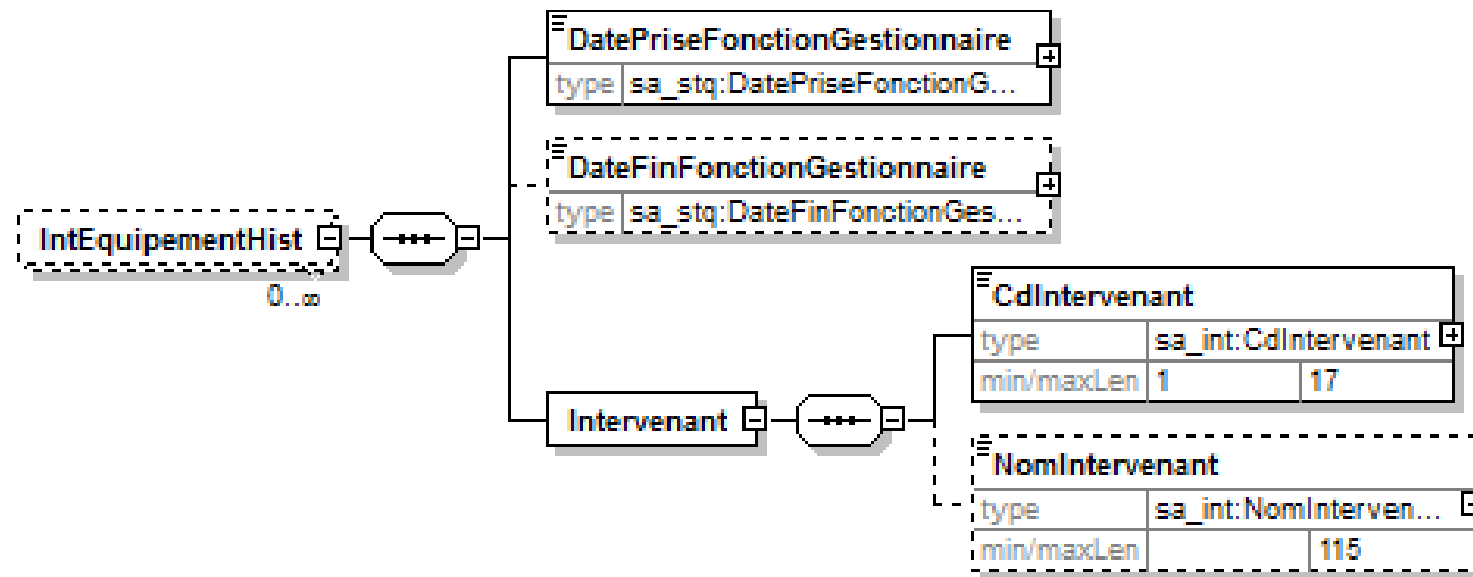 DatePriseFonctionGestionnaire
type sa_stq:DatePriseFonctionG...
DateFinFonctionGestionnaire
type sa_stq:DateFinFonctionGes...
IntEquipementHist
0..∞
CdIntervenant
type sa_int:CdIntervenant
min/maxLen 1 17
Intervenant
NomIntervenant
type sa_int:NomInterven...
min/maxLen 115